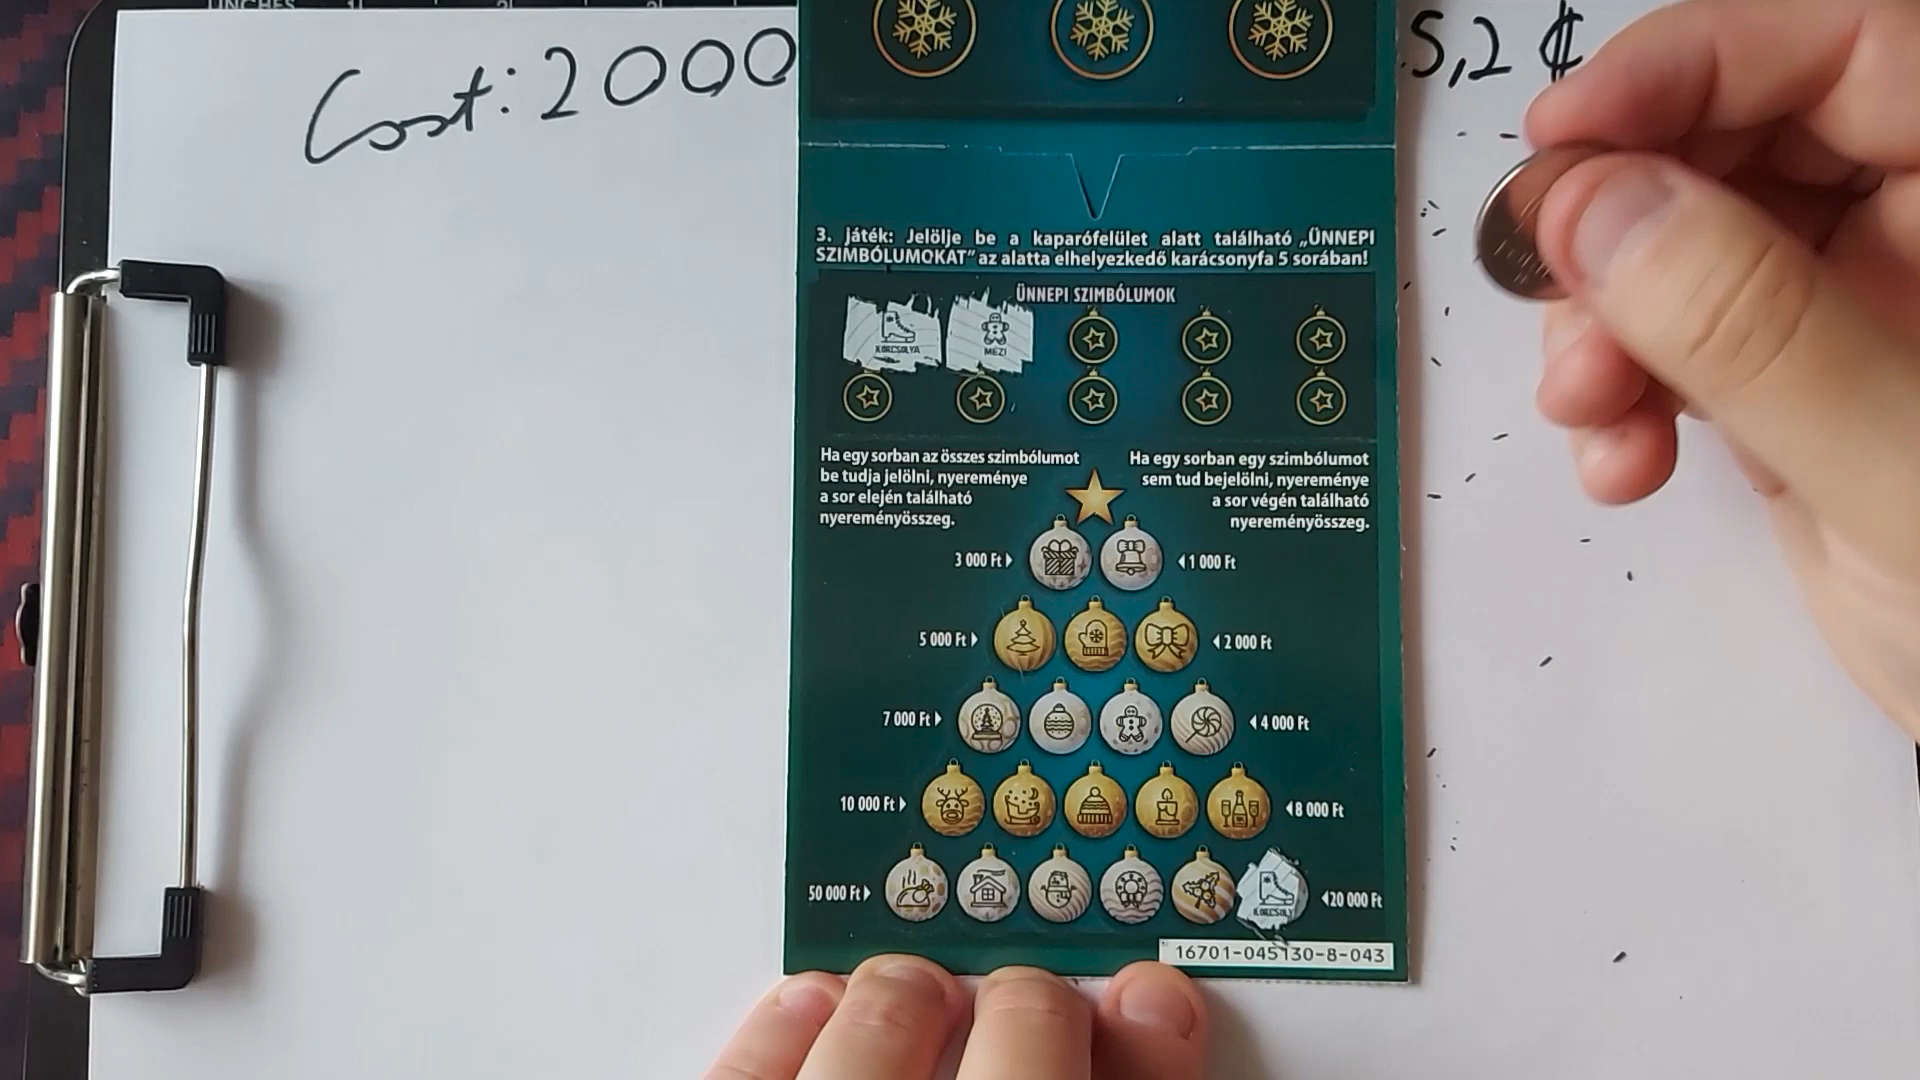 INCHES
Cost: 2000
5,2 ₵
3. játék: Jelölje be a kaparófelület alatt található „ÜNNEPI
SZIMBÓLUMOKAT” az alatta elhelyezkedő karácsonyfa 5 sorában!
ÜNNEPI SZIMBÓLUMOK
KORCSOLYA
MÉZI
Ha egy sorban az összes szimbólumot
be tudja jelölni, nyereménye
a sor elején található
nyereményösszeg.
Ha egy sorban egy szimbólumot
sem tud bejelölni, nyereménye
a sor végén található
nyereményösszeg.
3 000 Ft
1 000 Ft
5 000 Ft
2 000 Ft
7 000 Ft
4 000 Ft
10 000 Ft
8 000 Ft
50 000 Ft
KORCSOLY
20 000 Ft
16701-045130-8-043